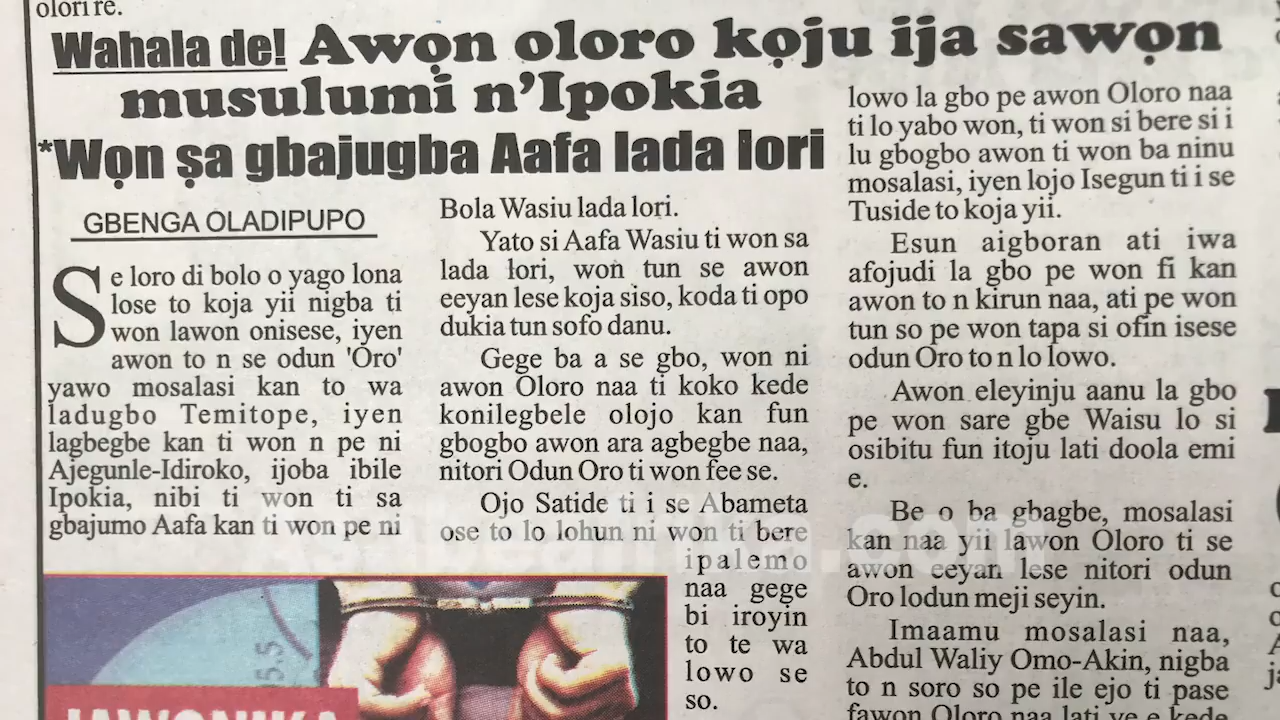 olori re.
Wahala de! Awọn oloro kọju ija sawọn
musulumi n'Ipokia
*Wọn ṣa gbajugba Aafa lada lori
GBENGA OLADIPUPO
Se loro di bolo o yago lona
lose to koja yii nigba ti
won lawon onisese, iyen
awon to n se odun 'Oro'
yawo mosalasi kan to wa
ladugbo Temitope, iyen
lagbegbe kan ti won n pe ni
Ajegunle-Idiroko, ijoba ibile
Ipokia, nibi ti won ti sa
gbajumo Aafa kan ti won pe ni
Bola Wasiu lada lori.
Yato si Aafa Wasiu ti won sa
lada lori, won tun se awon
eeyan lese koja siso, koda ti opo
dukia tun sofo danu.
Gege ba a se gbo, won ni
awon Oloro naa ti koko kede
konilegbele olojo kan fun
gbogbo awon ara agbegbe naa,
nitori Odun Oro ti won fee se.
Ojo Satide ti i se Abameta
ose to lo lohun ni won ti bere
ipalemo
naa gege
bi iroyin
to te wa
lowo se
so.
lowo la gbo pe awon Oloro naa
ti lo yabo won, ti won si bere si i
lu gbogbo awon ti won ba ninu
mosalasi, iyen lojo Isegun ti i se
Tuside to koja yii.
Esun aigboran ati iwa
afojudi la gbo pe won fi kan
awon to n kirun naa, ati pe won
tun so pe won tapa si ofin isese
odun Oro to n lo lowo.
Awon eleyinju aanu la gbo
pe won sare gbe Waisu lo si
osibitu fun itoju lati doola emi
e.
Be o ba gbagbe, mosalasi
kan naa yii lawon Oloro ti se
awon eeyan lese nitori odun
Oro lodun meji seyin.
Imaamu mosalasi naa,
Abdul Waliy Omo-Akin, nigba
to n soro so pe ile ejo ti pase
fawon Oloro naa lati ye e kede
5.5